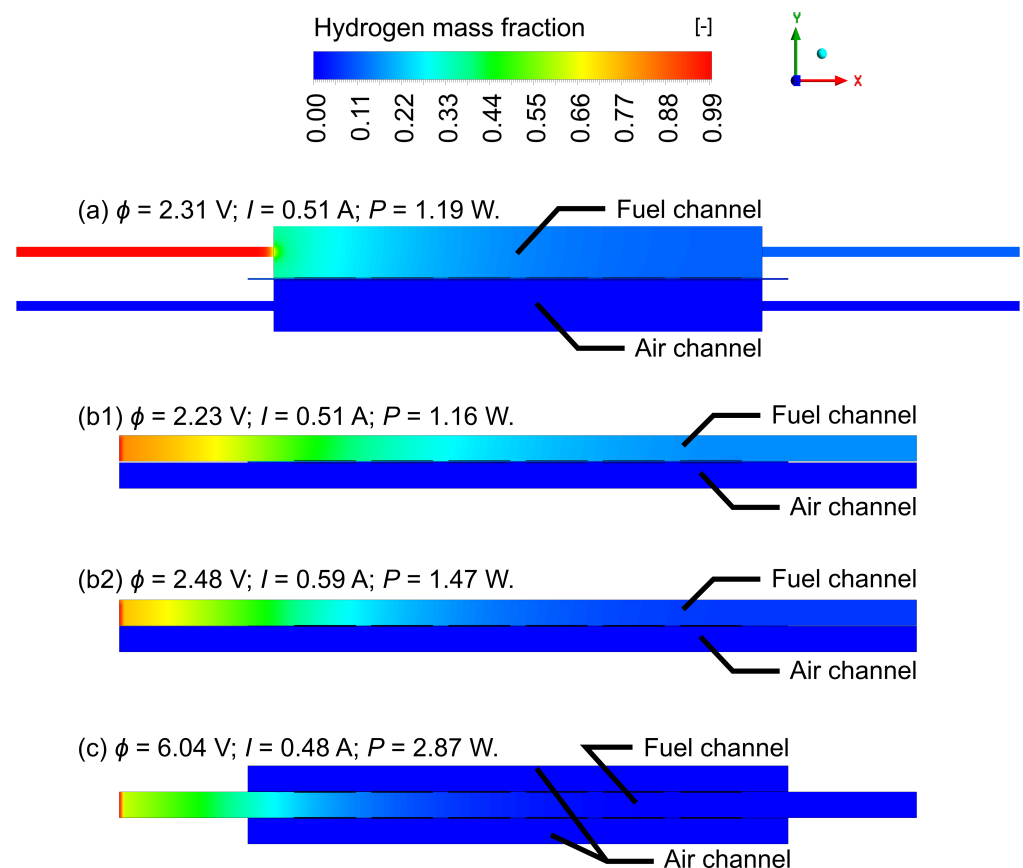 Hydrogen mass fraction [-]
0.00 0.11 0.22 0.33 0.44 0.55 0.66 0.77 0.88 0.99
Y
X
(a) ϕ = 2.31 V; I = 0.51 A; P = 1.19 W.
Fuel channel
Air channel
(b1) ϕ = 2.23 V; I = 0.51 A; P = 1.16 W.
Fuel channel
Air channel
(b2) ϕ = 2.48 V; I = 0.59 A; P = 1.47 W.
Fuel channel
Air channel
(c) ϕ = 6.04 V; I = 0.48 A; P = 2.87 W.
Fuel channel
Air channel